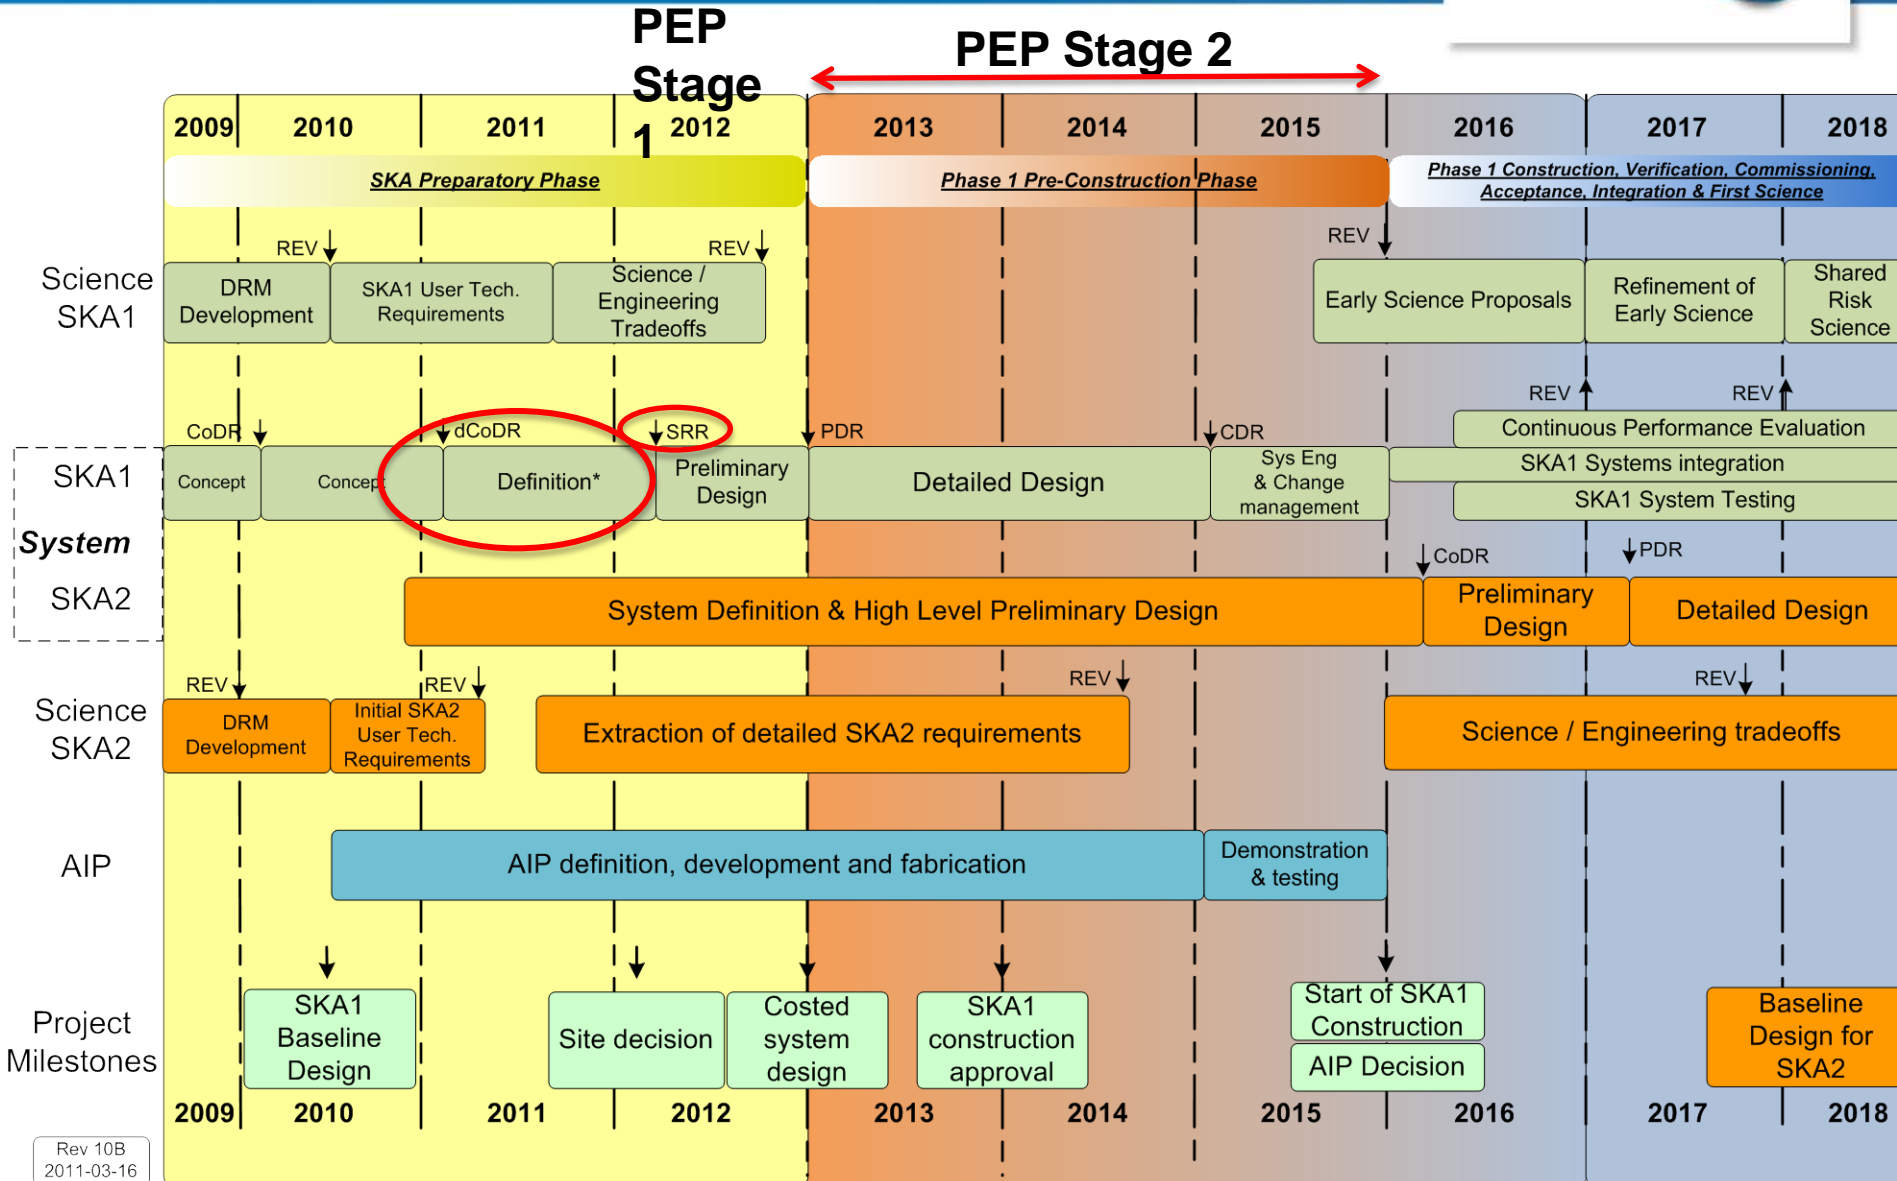 PEP
Stage
1
PEP Stage 2
2009 2010 2011 2012 2013 2014 2015 2016 2017 2018
SKA Preparatory Phase
Phase 1 Pre-Construction Phase
Phase 1 Construction, Verification, Commissioning,
Acceptance, Integration & First Science
Science
SKA1
REV
REV
REV
DRM
Development
SKA1 User Tech.
Requirements
Science /
Engineering
Tradeoffs
Early Science Proposals
Refinement of
Early Science
Shared
Risk
Science
REV
REV
CoDR
dCoDR
SRR
PDR
CDR
SKA1
Concept
Concept
Definition*
Preliminary
Design
Detailed Design
Sys Eng
& Change
management
Continuous Performance Evaluation
SKA1 Systems integration
SKA1 System Testing
System
CoDR
PDR
SKA2
System Definition & High Level Preliminary Design
Preliminary
Design
Detailed Design
REV
REV
REV
REV
Science
SKA2
DRM
Development
Initial SKA2
User Tech.
Requirements
Extraction of detailed SKA2 requirements
Science / Engineering tradeoffs
AIP
AIP definition, development and fabrication
Demonstration
& testing
Project
Milestones
SKA1
Baseline
Design
Site decision
Costed
system
design
SKA1
construction
approval
Start of SKA1
Construction
AIP Decision
Baseline
Design for
SKA2
2009 2010 2011 2012 2013 2014 2015 2016 2017 2018
Rev 10B
2011-03-16